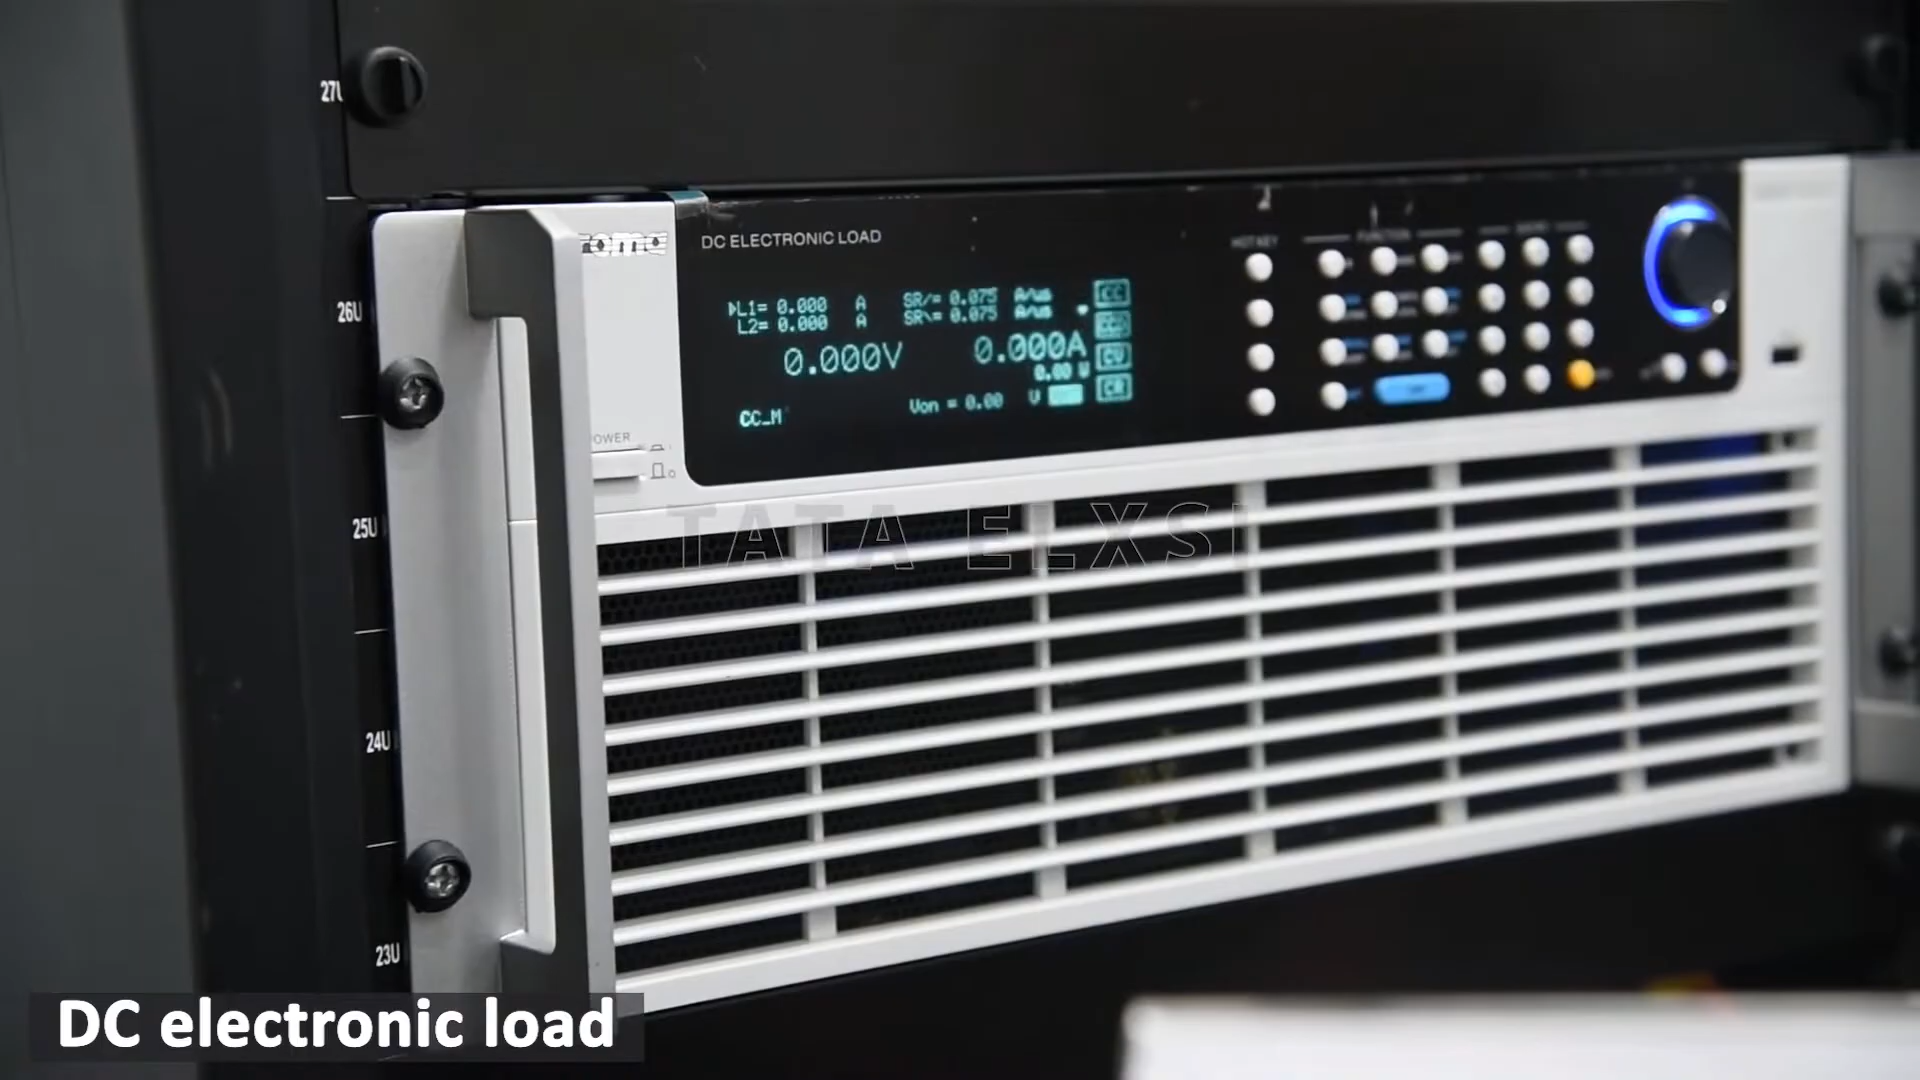 27U
26U
25U
24U
23U
DC ELECTRONIC LOAD
L1= 0.000 A SR/= 0.075 A/us
L2= 0.000 A SR\= 0.075 A/us
0.000V 0.000A
0.00 W
Von = 0.00 V
CC_M
CC
CV
CR
HOT KEY
FUNCTION
POWER
TATA ELXSI
DC electronic load